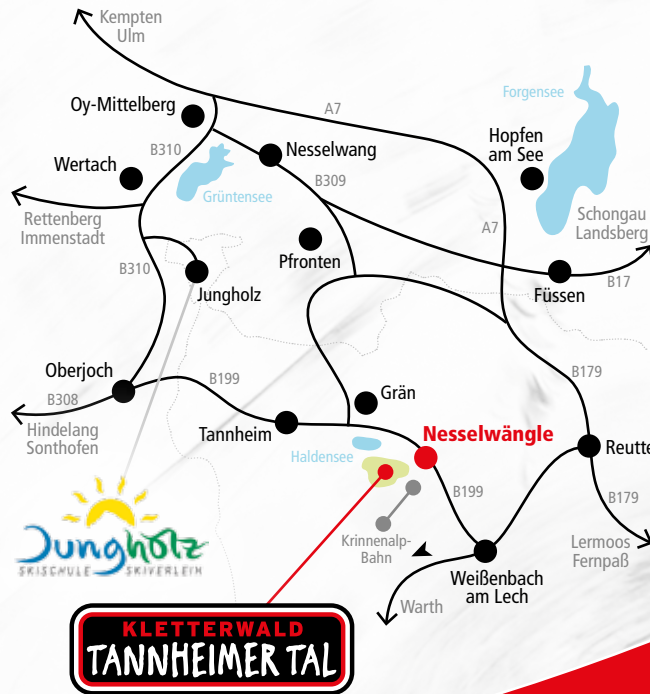 Kempten
Ulm
Oy-Mittelberg
A7
Forgensee
Hopfen
am See
Wertach
B310
Nesselwang
Grüntensee
B309
Rettenberg
Immenstadt
Schongau
Landsberg
A7
B310
Pfronten
Jungholz
Füssen
B17
Oberjoch
B199
B179
B308
Grän
Hindelang
Sonthofen
Tannheim
Nesselwängle
Haldensee
Reutte
B199
B179
Krinnenalp-
Bahn
Lermoos
Fernpaß
Weißenbach
am Lech
Warth
Jungholz
SKISCHULE SKIVERLEIH
KLETTERWALD
TANNHEIMER TAL